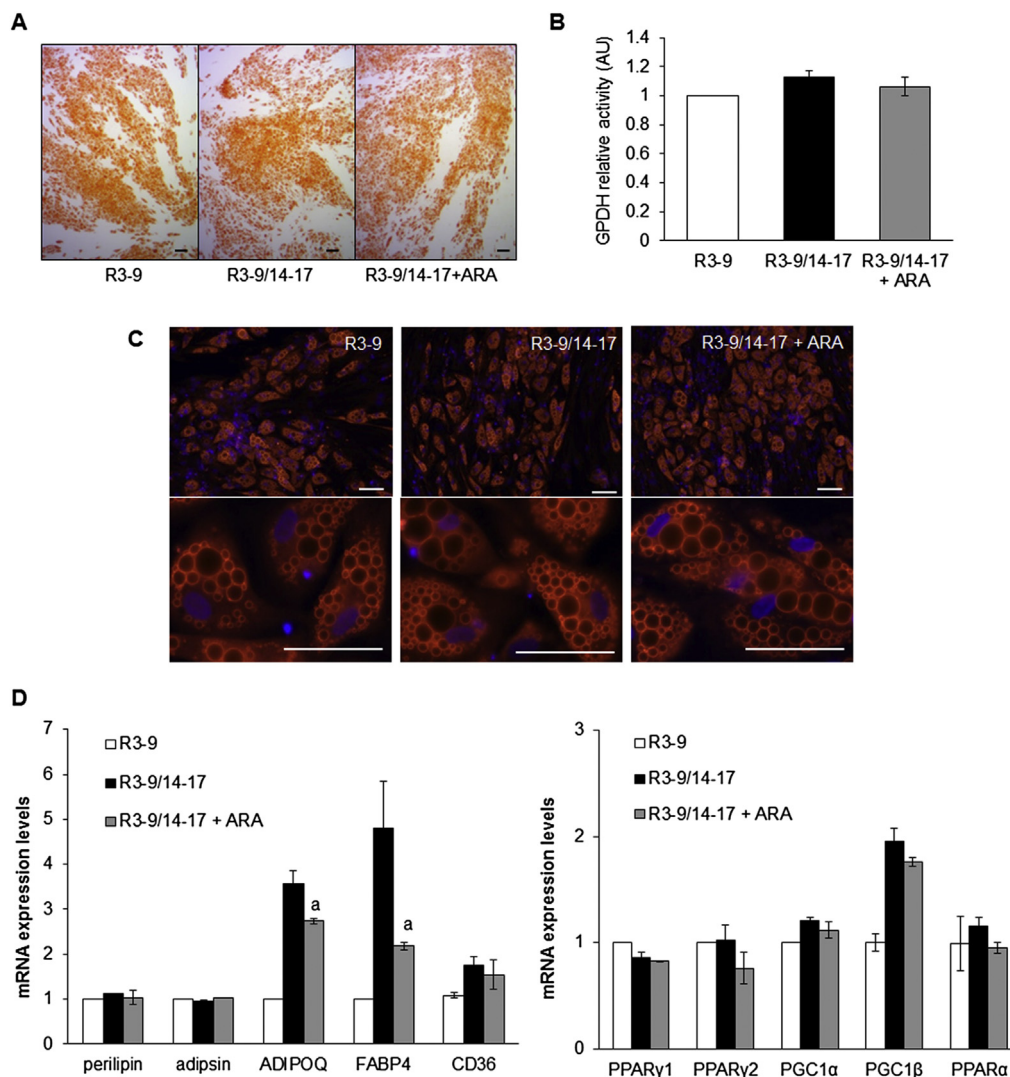 A
R3-9 R3-9/14-17 R3-9/14-17+ARA
B
GPDH relative activity (AU)
1.4
1.2
1
0.8
0.6
0.4
0.2
0
R3-9 R3-9/14-17 R3-9/14-17
+ ARA
C
R3-9 R3-9/14-17 R3-9/14-17 + ARA
D
mRNA expression levels
7
6
5
4
3
2
1
0
R3-9
R3-9/14-17
R3-9/14-17 + ARA
a
a
perilipin adipsin ADIPOQ FABP4 CD36
mRNA expression levels
3
2
1
0
R3-9
R3-9/14-17
R3-9/14-17 + ARA
PPARγ1 PPARγ2 PGC1α PGC1β PPARα